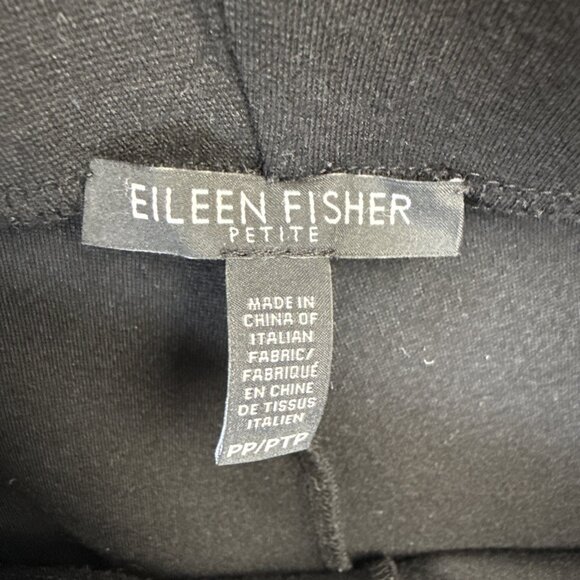 EILEEN FISHER
PETITE
MADE IN
CHINA OF
ITALIAN
FABRIC/
FABRIQUÉ
EN CHINE
DE TISSUS
ITALIEN
PP/PTP